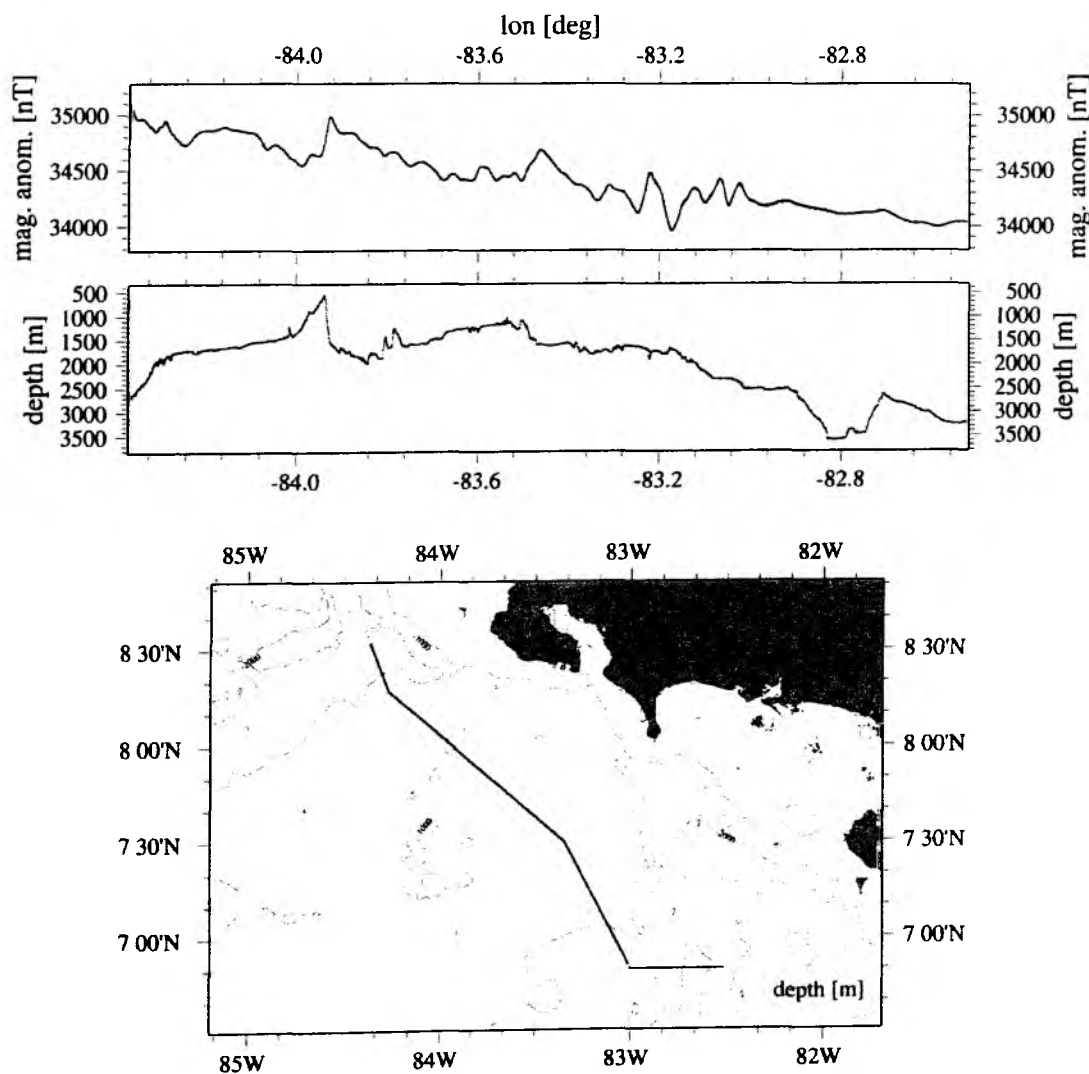 lon [deg]
-84.0 -83.6 -83.2 -82.8
mag. anom. [nT]
35000
34500
34000
35000
34500
34000
mag. anom. [nT]
depth [m]
500
1000
1500
2000
2500
3000
3500
500
1000
1500
2000
2500
3000
3500
depth [m]
-84.0 -83.6 -83.2 -82.8
85W 84W 83W 82W
8 30'N 8 30'N
8 00'N 8 00'N
7 30'N 7 30'N
7 00'N 7 00'N
depth [m]
85W 84W 83W 82W